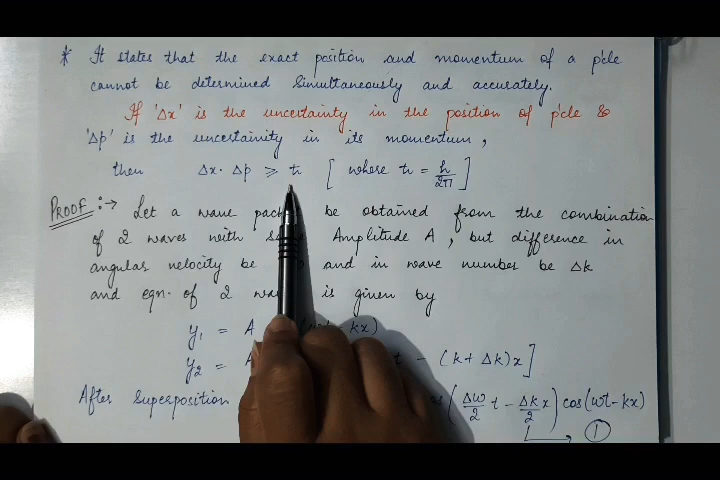 * It states that the exact position and momentum of a p'cle
cannot be determined simultaneously and accurately.
If 'Δx' is the uncertainty in the position of p'cle &
'Δp' is the uncertainity in its momentum,
then Δx · Δp ≥ ħ [ where ħ = h/2π ]
PROOF :→ Let a wave be obtained from the combination
of 2 waves with Amplitude A, but difference in
angular velocity be and in wave number be Δk
and eqn. of 2 is given by
y₁ = A - kx)
y₂ = t - (k + Δk)x]
After Superposition (Δω/2 t - Δk/2 x) cos(ωt - kx)
①